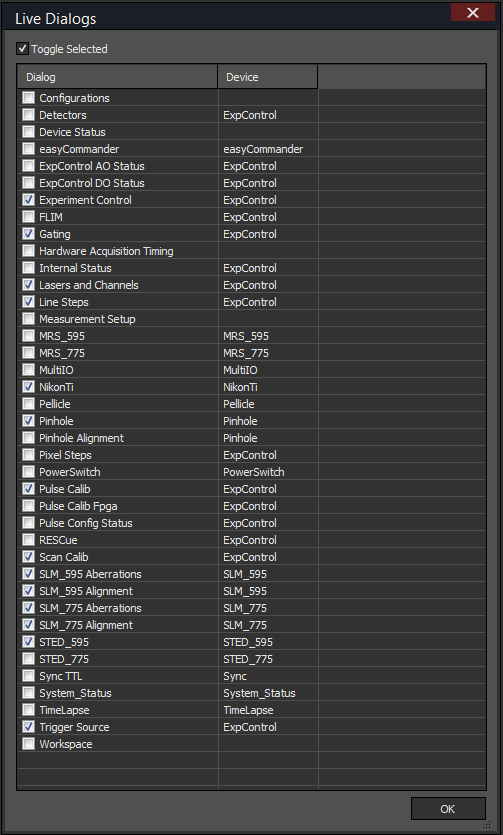 Live Dialogs
Toggle Selected
Dialog Device
Configurations
Detectors ExpControl
Device Status
easyCommander easyCommander
ExpControl AO Status ExpControl
ExpControl DO Status ExpControl
Experiment Control ExpControl
FLIM ExpControl
Gating ExpControl
Hardware Acquisition Timing
Internal Status ExpControl
Lasers and Channels ExpControl
Line Steps ExpControl
Measurement Setup
MRS_595 MRS_595
MRS_775 MRS_775
MultiIO MultiIO
NikonTi NikonTi
Pellicle Pellicle
Pinhole Pinhole
Pinhole Alignment Pinhole
Pixel Steps ExpControl
PowerSwitch PowerSwitch
Pulse Calib ExpControl
Pulse Calib Fpga ExpControl
Pulse Config Status ExpControl
RESCue ExpControl
Scan Calib ExpControl
SLM_595 Aberrations SLM_595
SLM_595 Alignment SLM_595
SLM_775 Aberrations SLM_775
SLM_775 Alignment SLM_775
STED_595 STED_595
STED_775 STED_775
Sync TTL Sync
System_Status System_Status
TimeLapse TimeLapse
Trigger Source ExpControl
Workspace
OK